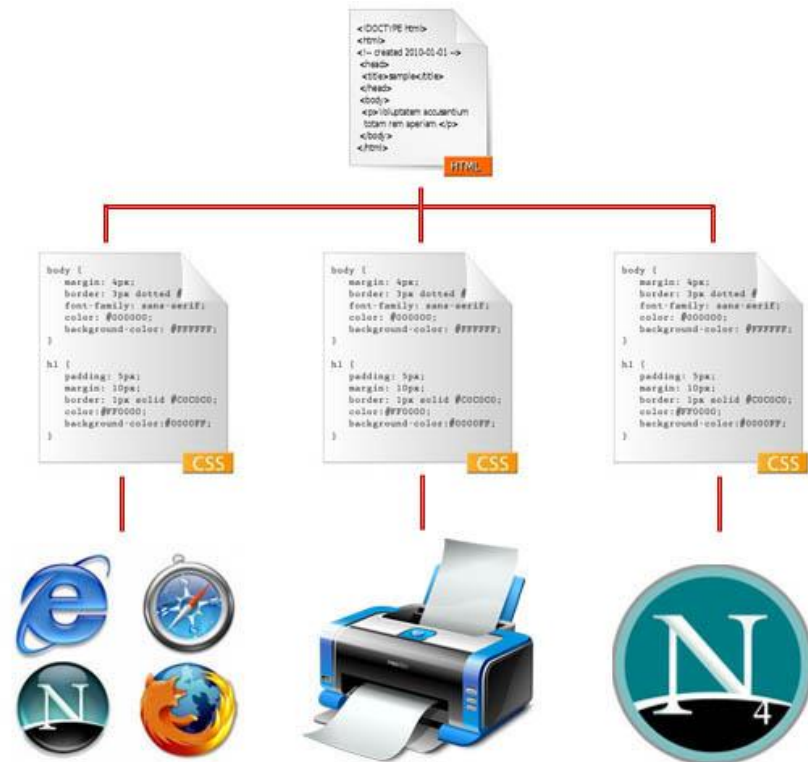 <!DOCTYPE html>
<html>
<!-- created 2010-01-01 -->
<head>
<title>sample</title>
</head>
<body>
<p>Voluptatem accusantium
totam rem aperiam </p>
</body>
</html>
HTML
body {
margin: 4px;
border: 3px dotted #
font-family: sans-serif;
color: #000000;
background-color: #FFFFFF;
}
h1 {
padding: 5px;
margin: 10px;
border: 1px solid #C0C0C0;
color:#FF0000;
background-color:#0000FF;
}
CSS
body {
margin: 4px;
border: 3px dotted #
font-family: sans-serif;
color: #000000;
background-color: #FFFFFF;
}
h1 {
padding: 5px;
margin: 10px;
border: 1px solid #C0C0C0;
color:#FF0000;
background-color:#0000FF;
}
CSS
body {
margin: 4px;
border: 3px dotted #
font-family: sans-serif;
color: #000000;
background-color: #FFFFFF;
}
h1 {
padding: 5px;
margin: 10px;
border: 1px solid #C0C0C0;
color:#FF0000;
background-color:#0000FF;
}
CSS
e
N
N
4